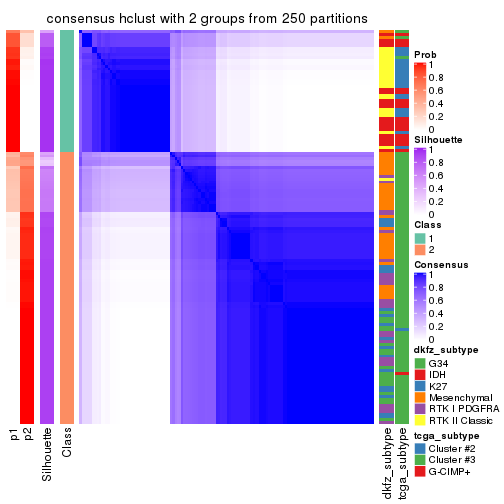 consensus hclust with 2 groups from 250 partitions
Prob
1
0.8
0.6
0.4
0.2
0
Silhouette
1
0.8
0.6
0.4
0.2
0
Class
1
2
Consensus
1
0.8
0.6
0.4
0.2
0
dkfz_subtype
G34
IDH
K27
Mesenchymal
RTK I PDGFRA
RTK II Classic
tcga_subtype
Cluster #2
Cluster #3
G-CIMP+
p1
p2
Silhouette
Class
dkfz_subtype
tcga_subtype